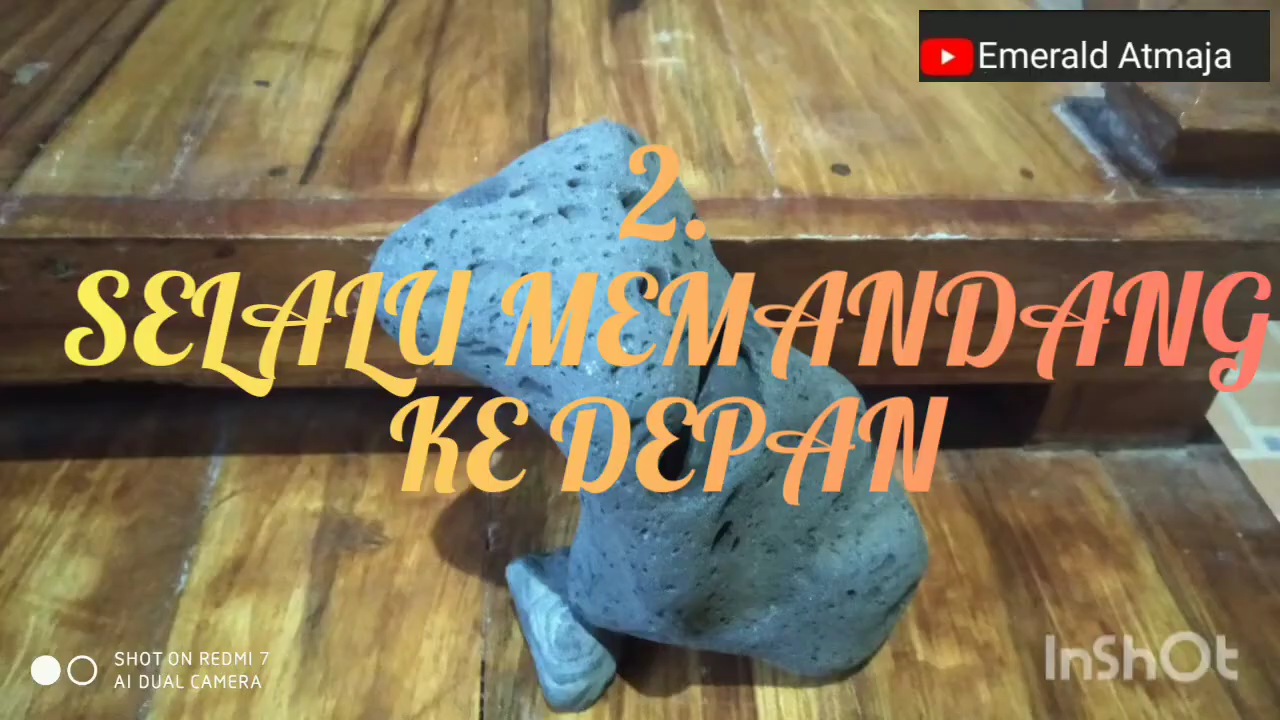 Emerald Atmaja
2.
SELALU MEMANDANG
KE DEPAN
SHOT ON REDMI 7
AI DUAL CAMERA
InShOt